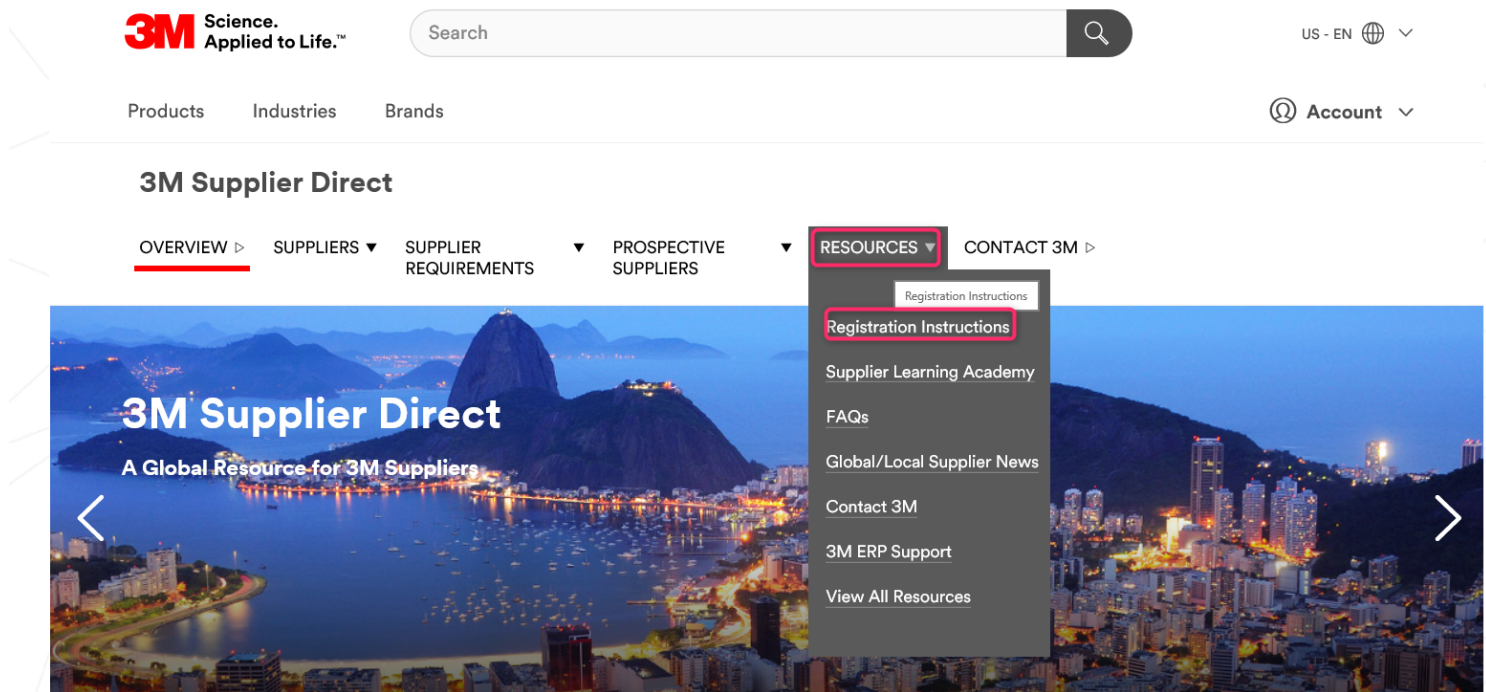 3M Science.
Applied to Life.™
Search
US - EN
Products Industries Brands
Account
3M Supplier Direct
OVERVIEW SUPPLIERS SUPPLIER REQUIREMENTS PROSPECTIVE SUPPLIERS RESOURCES CONTACT 3M
Registration Instructions
Registration Instructions
Supplier Learning Academy
FAQs
Global/Local Supplier News
Contact 3M
3M ERP Support
View All Resources
3M Supplier Direct
A Global Resource for 3M Suppliers